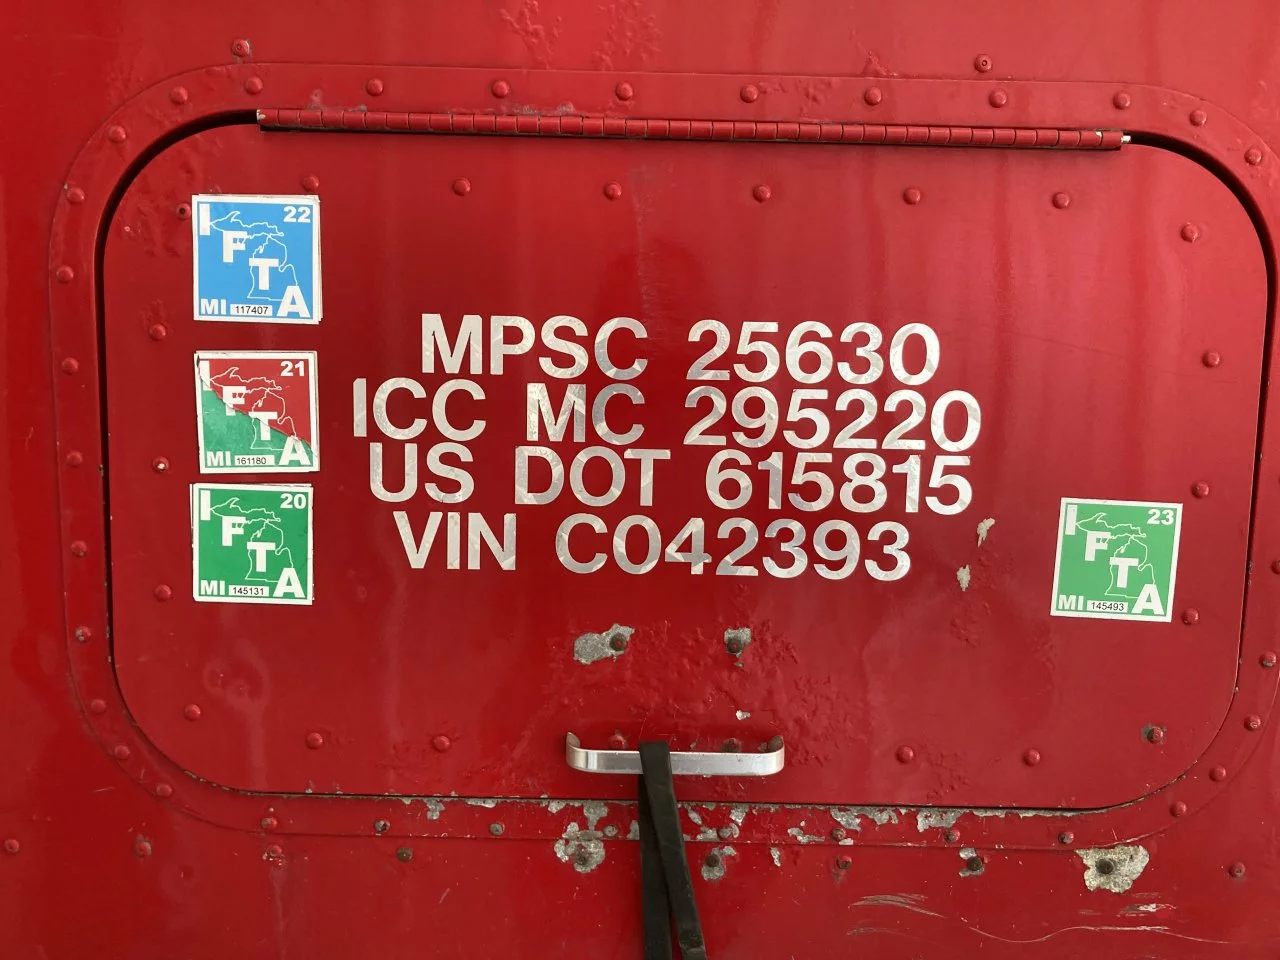 22
IFTA
MI 117407
21
IFTA
MI 161180
20
IFTA
MI 145131
MPSC 25630
ICC MC 295220
US DOT 615815
VIN C042393
23
IFTA
MI 145493